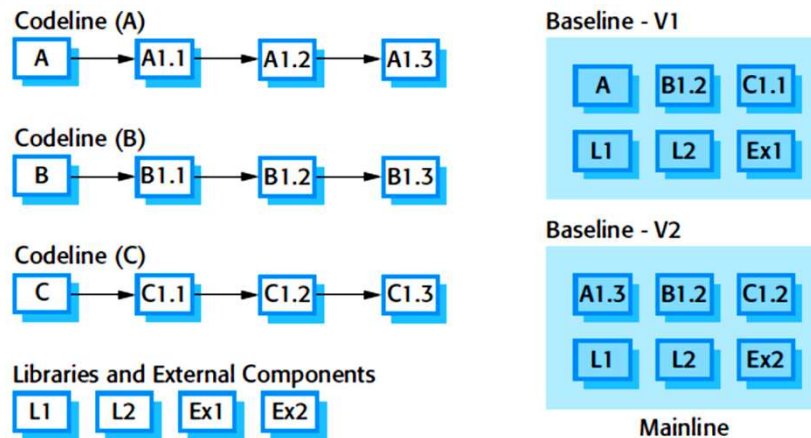 Codeline (A)
A A1.1 A1.2 A1.3
Codeline (B)
B B1.1 B1.2 B1.3
Codeline (C)
C C1.1 C1.2 C1.3
Libraries and External Components
L1 L2 Ex1 Ex2
Baseline - V1
A B1.2 C1.1
L1 L2 Ex1
Baseline - V2
A1.3 B1.2 C1.2
L1 L2 Ex2
Mainline